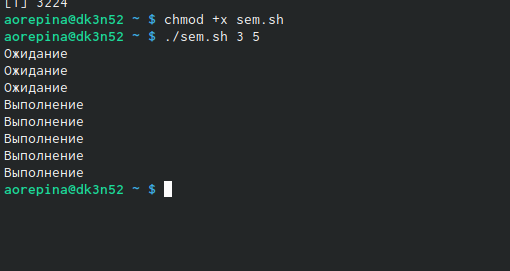 [1] 3224
aorepina@dk3n52 ~ $ chmod +x sem.sh
aorepina@dk3n52 ~ $ ./sem.sh 3 5
Ожидание
Ожидание
Ожидание
Выполнение
Выполнение
Выполнение
Выполнение
Выполнение
aorepina@dk3n52 ~ $